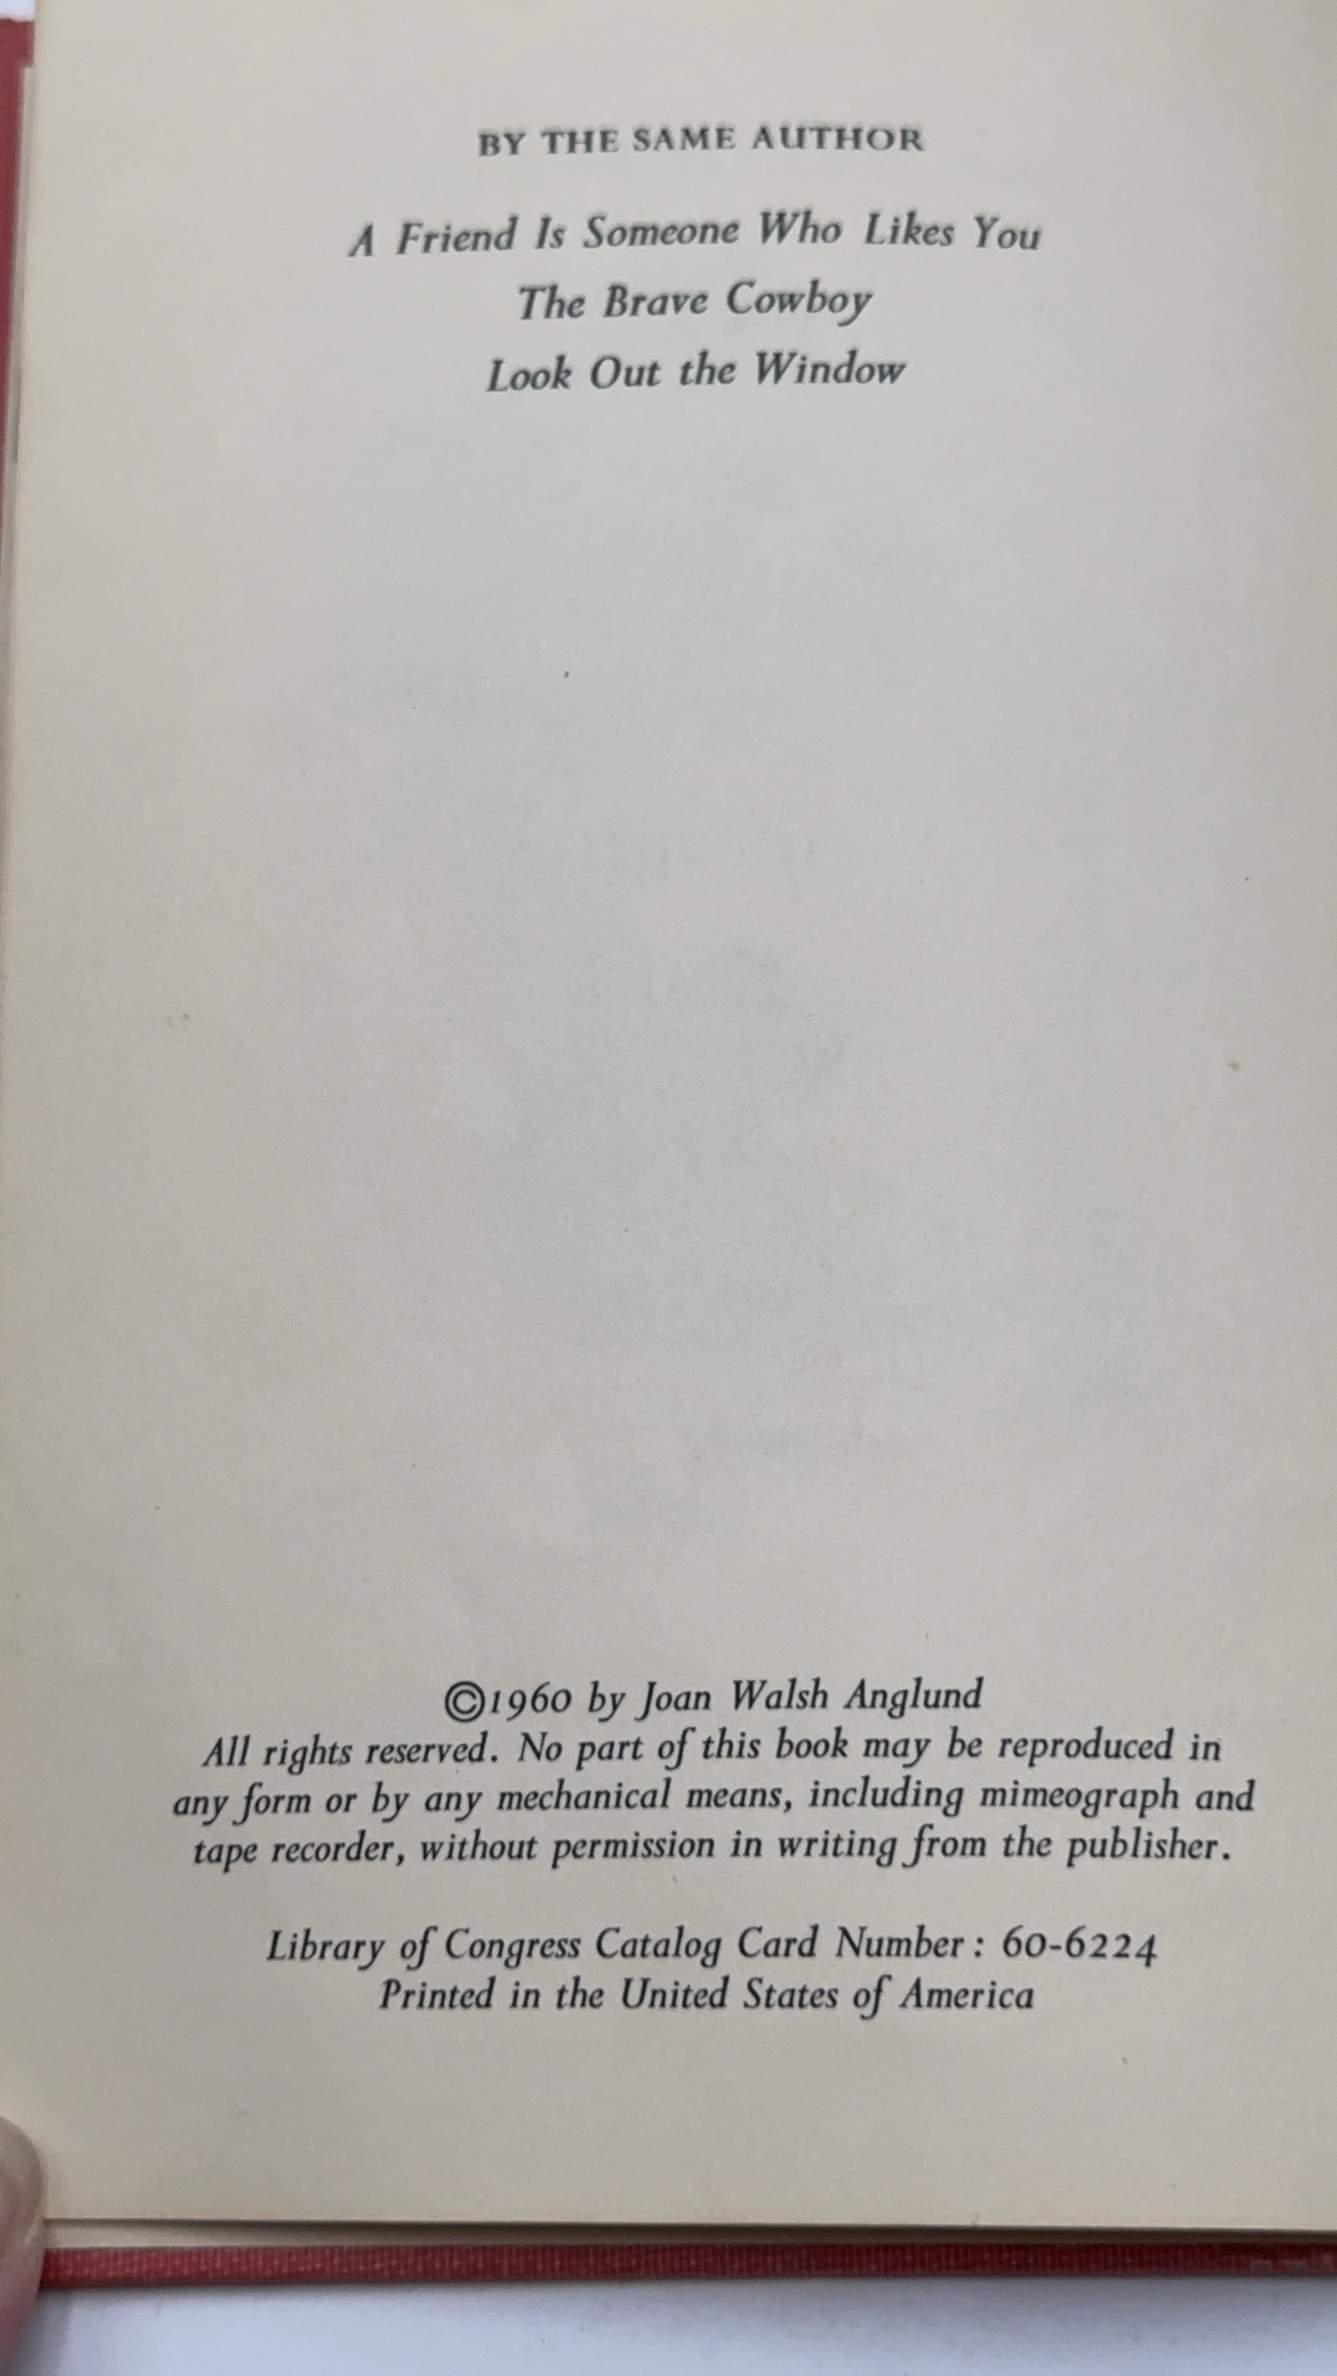 BY THE SAME AUTHOR
A Friend Is Someone Who Likes You
The Brave Cowboy
Look Out the Window
©1960 by Joan Walsh Anglund
All rights reserved. No part of this book may be reproduced in
any form or by any mechanical means, including mimeograph and
tape recorder, without permission in writing from the publisher.
Library of Congress Catalog Card Number: 60-6224
Printed in the United States of America